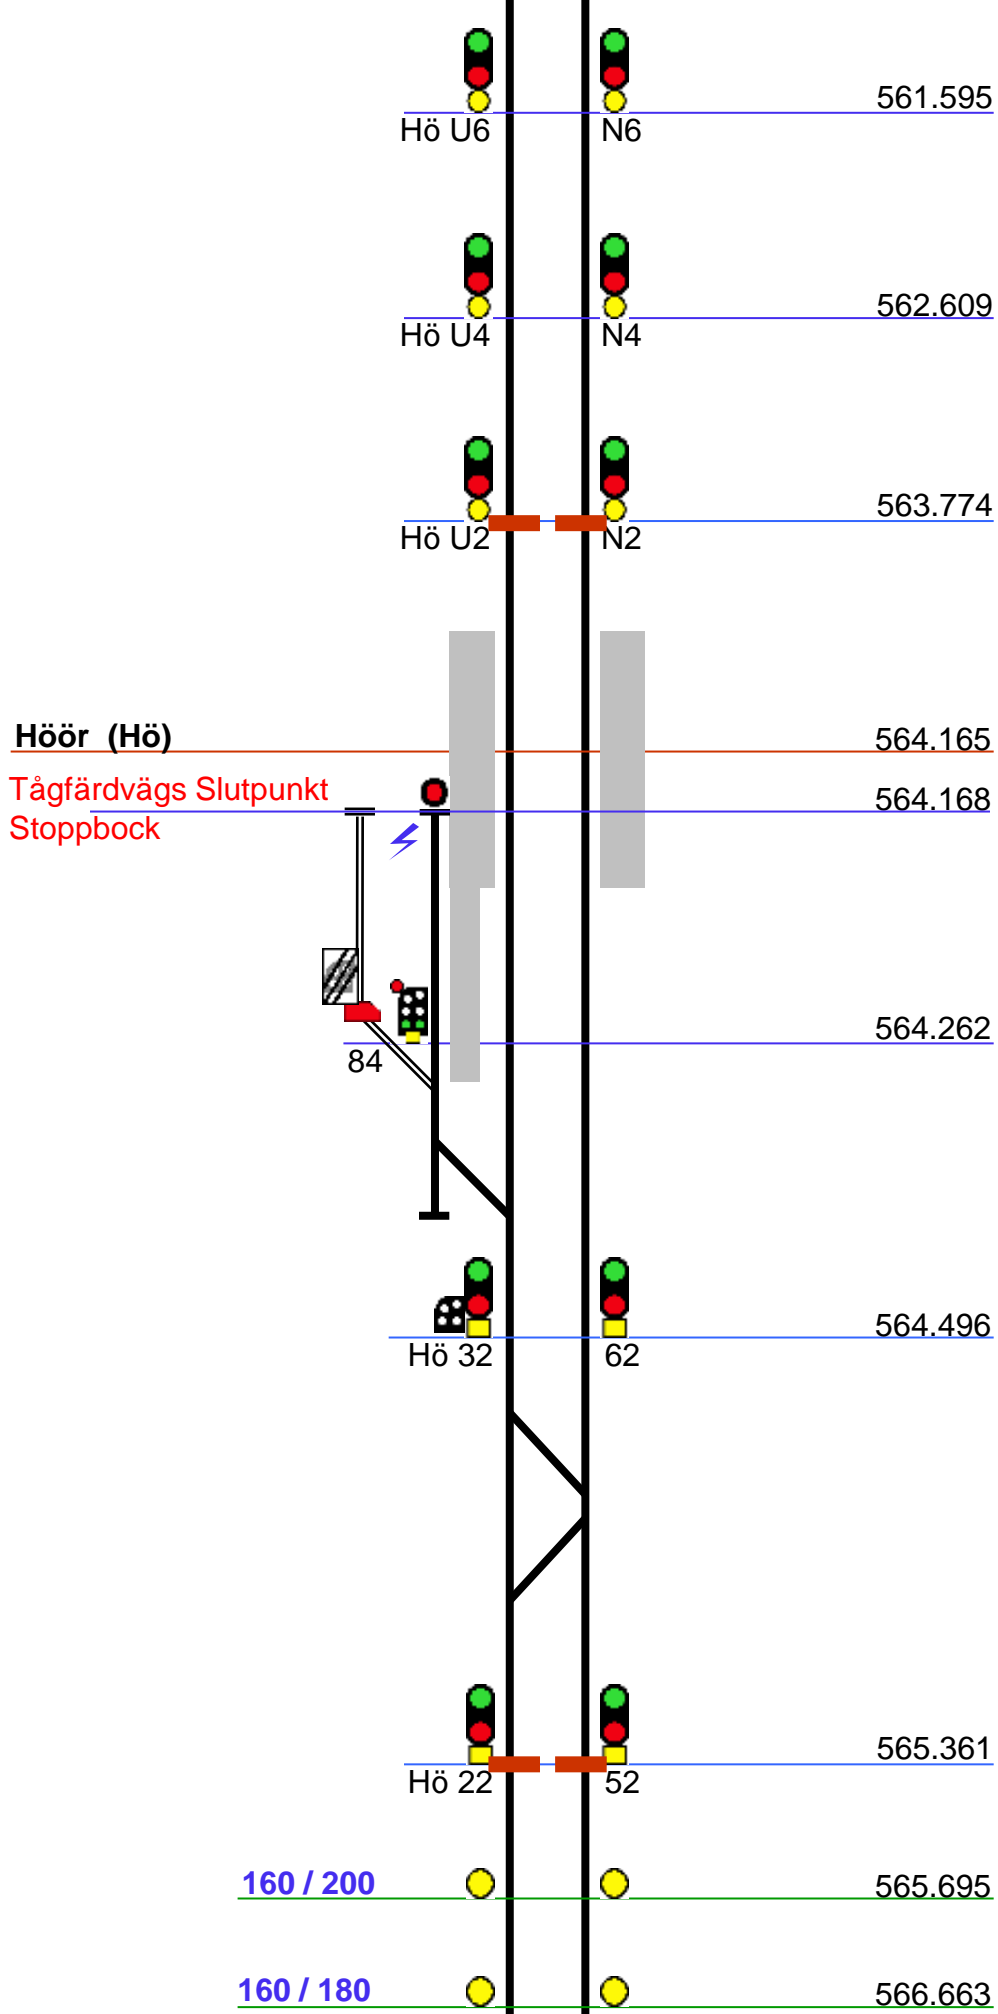 561.595
Hö U6 N6
562.609
Hö U4 N4
563.774
Hö U2 N2
Höör (Hö) 564.165
Tågfärdvägs Slutpunkt 564.168
Stoppbock
564.262
84
564.496
Hö 32 62
565.361
Hö 22 52
160 / 200 565.695
160 / 180 566.663